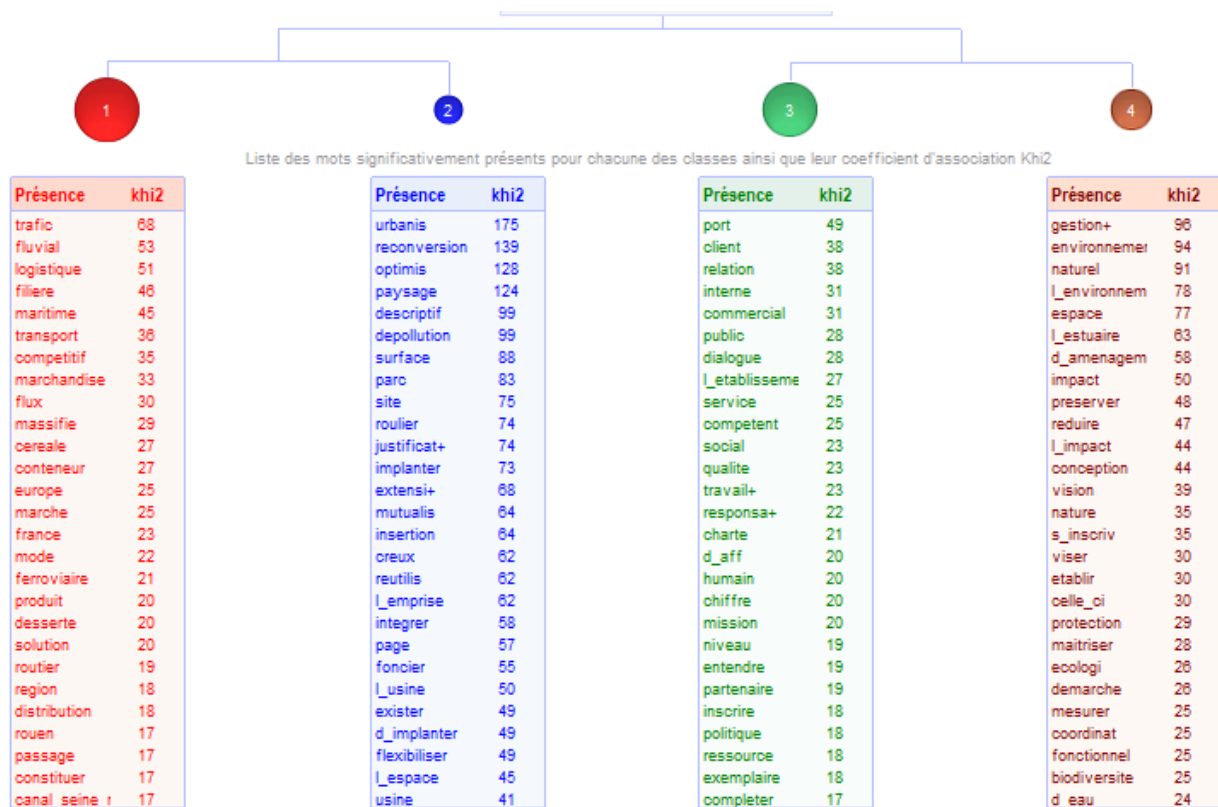 1 2 3 4
Liste des mots significativement présents pour chacune des classes ainsi que leur coefficient d'association Khi2
Présence khi2
trafic 68
fluvial 53
logistique 51
filiere 46
maritime 45
transport 36
competitif 35
marchandise 33
flux 30
massifie 29
cereale 27
conteneur 27
europe 25
marche 25
france 23
mode 22
ferroviaire 21
produit 20
desserte 20
solution 20
routier 19
region 18
distribution 18
rouen 17
passage 17
constituer 17
canal_seine_r 17
Présence khi2
urbanis 175
reconversion 139
optimis 128
paysage 124
descriptif 99
depollution 99
surface 88
parc 83
site 75
roulier 74
justificat+ 74
implanter 73
extensi+ 68
mutualis 64
insertion 64
creux 62
reutilis 62
l_emprise 62
integrer 58
page 57
foncier 55
l_usine 50
exister 49
d_implanter 49
flexibiliser 49
l_espace 45
usine 41
Présence khi2
port 49
client 38
relation 38
interne 31
commercial 31
public 28
dialogue 28
l_etablisseme 27
service 25
competent 25
social 23
qualite 23
travail+ 23
responsa+ 22
charte 21
d_aff 20
humain 20
chiffre 20
mission 20
niveau 19
entendre 19
partenaire 19
inscrire 18
politique 18
ressource 18
exemplaire 18
completer 17
Présence khi2
gestion+ 96
environnemer 94
naturel 91
l_environnem 78
espace 77
l_estuaire 63
d_amenagem 58
impact 50
preserver 48
reduire 47
l_impact 44
conception 44
vision 39
nature 35
s_inscriv 35
viser 30
etablir 30
celle_ci 30
protection 29
maitriser 28
ecologi 26
demarche 26
mesurer 25
coordinat 25
fonctionnel 25
biodiversite 25
d_eau 24